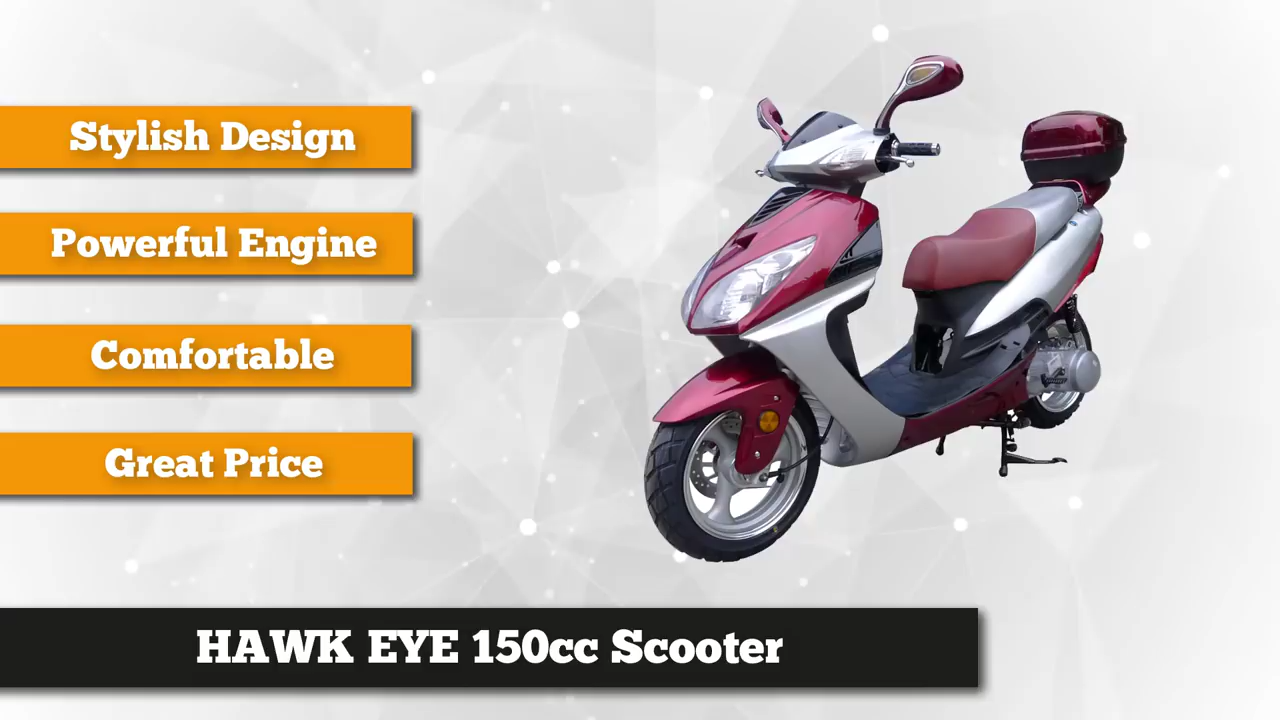 Stylish Design
Powerful Engine
Comfortable
Great Price
HAWK EYE 150cc Scooter